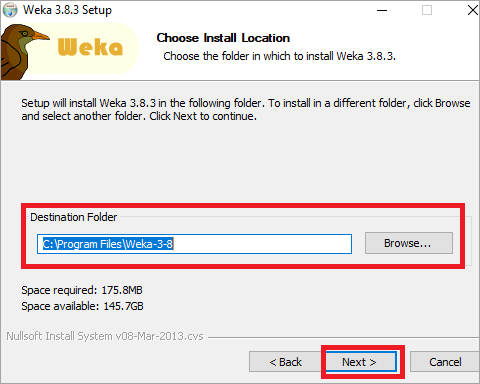 Weka 3.8.3 Setup
Weka
Choose Install Location
Choose the folder in which to install Weka 3.8.3.
Setup will install Weka 3.8.3 in the following folder. To install in a different folder, click Browse
and select another folder. Click Next to continue.
Destination Folder
C:\Program Files\Weka-3-8
Browse...
Space required: 175.8MB
Space available: 145.7GB
Nullsoft Install System v08-Mar-2013.cvs
< Back
Next >
Cancel